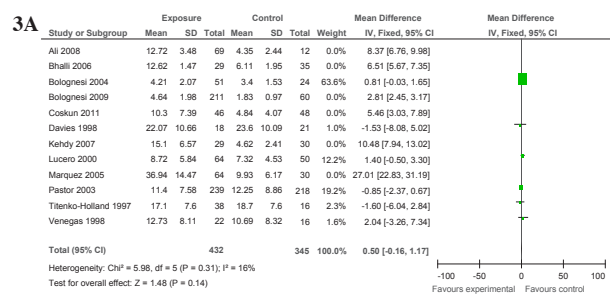 3A
Exposure Control Mean Difference Mean Difference
Study or Subgroup Mean SD Total Mean SD Total Weight IV, Fixed, 95% CI IV, Fixed, 95% CI
Ali 2008 12.72 3.48 69 4.35 2.44 12 0.0% 8.37 [6.76, 9.98]
Bhalli 2006 12.62 1.47 29 6.11 1.95 35 0.0% 6.51 [5.67, 7.35]
Bolognesi 2004 4.21 2.07 51 3.4 1.53 24 63.6% 0.81 [-0.03, 1.65]
Bolognesi 2009 4.64 1.98 211 1.83 0.97 60 0.0% 2.81 [2.45, 3.17]
Coskun 2011 10.3 7.39 46 4.84 4.07 48 0.0% 5.46 [3.03, 7.89]
Davies 1998 22.07 10.66 18 23.6 10.09 21 -1.53 [-8.08, 5.02]
Kehdy 2007 15.1 6.57 29 4.62 2.41 30 0.0% 10.48 [7.94, 13.02]
Lucero 2000 8.72 5.84 64 7.32 4.53 50 1.40 [-0.50, 3.30]
Marquez 2005 36.94 14.47 64 9.93 6.17 30 0.0% 27.01 [22.83, 31.19]
Pastor 2003 11.4 7.58 239 12.25 8.86 218 -0.85 [-2.37, 0.67]
Titenko-Holland 1997 17.1 7.6 38 18.7 7.6 16 -1.60 [-6.04, 2.84]
Venegas 1998 12.73 8.11 22 10.69 8.32 16 2.04 [-3.26, 7.34]
Total (95% CI) 432 345 100.0% 0.50 [-0.16, 1.17]
Heterogeneity: Chi² = 5.98, df = 5 (P = 0.31); I² = 16%
Test for overall effect: Z = 1.48 (P = 0.14)
-100 -50 0 50 100
Favours experimental Favours control